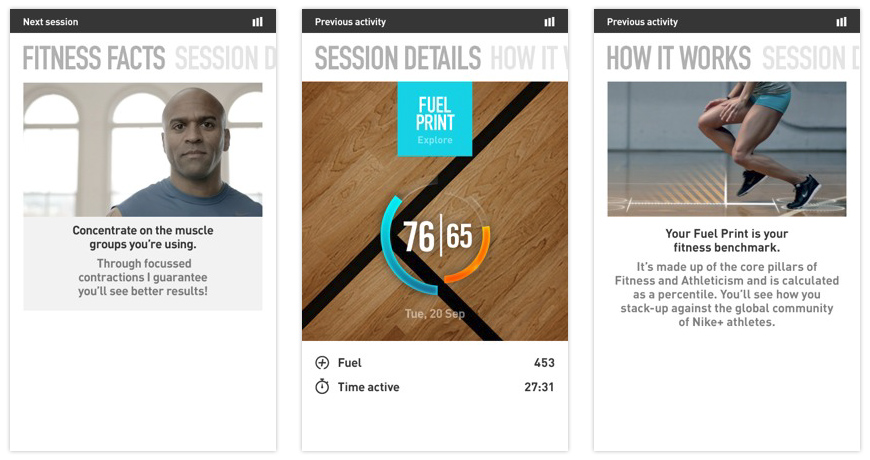 Next session
FITNESS FACTS SESSION D
Concentrate on the muscle
groups you're using.
Through focussed
contractions I guarantee
you'll see better results!
Previous activity
SESSION DETAILS HOW IT W
FUEL
PRINT
Explore
76|65
Tue, 20 Sep
Fuel 453
Time active 27:31
Previous activity
HOW IT WORKS SESSION D
Your Fuel Print is your
fitness benchmark.
It's made up of the core pillars of
Fitness and Athleticism and is calculated
as a percentile. You'll see how you
stack-up against the global community
of Nike+ athletes.